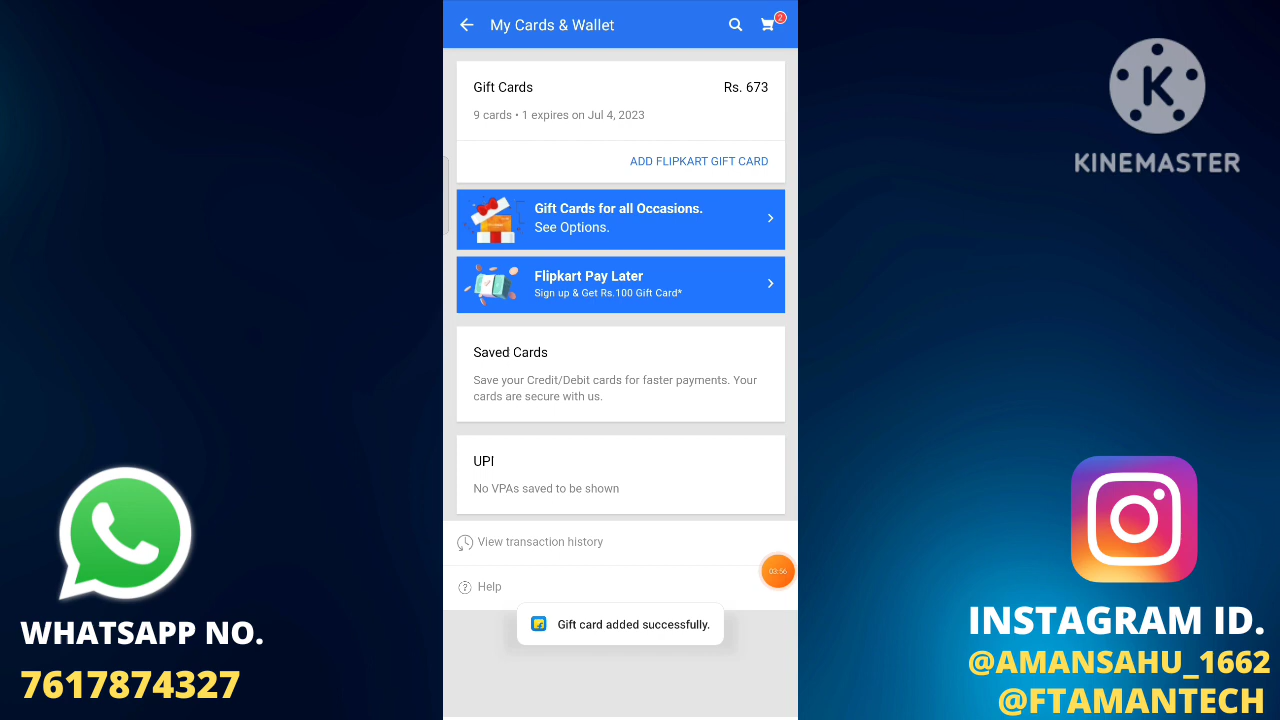 My Cards & Wallet
2
Gift Cards
Rs. 673
9 cards • 1 expires on Jul 4, 2023
ADD FLIPKART GIFT CARD
Gift Cards for all Occasions.
See Options.
Flipkart Pay Later
Sign up & Get Rs.100 Gift Card*
Saved Cards
Save your Credit/Debit cards for faster payments. Your
cards are secure with us.
UPI
No VPAs saved to be shown
View transaction history
03:56
Help
Gift card added successfully.
WHATSAPP NO.
7617874327
K
KINEMASTER
INSTAGRAM ID.
@AMANSAHU_1662
@FTAMANTECH